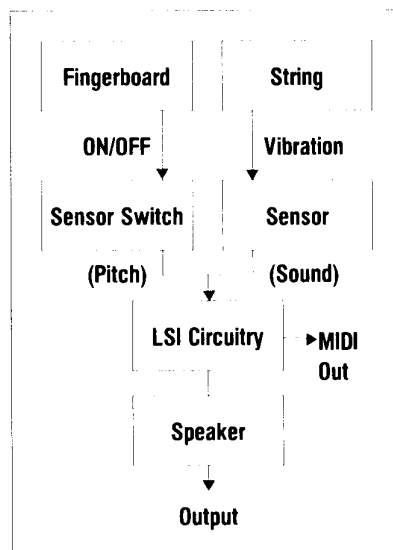 Fingerboard
String
ON/OFF
Vibration
Sensor Switch
Sensor
(Pitch)
(Sound)
LSI Circuitry
MIDI
Out
Speaker
Output